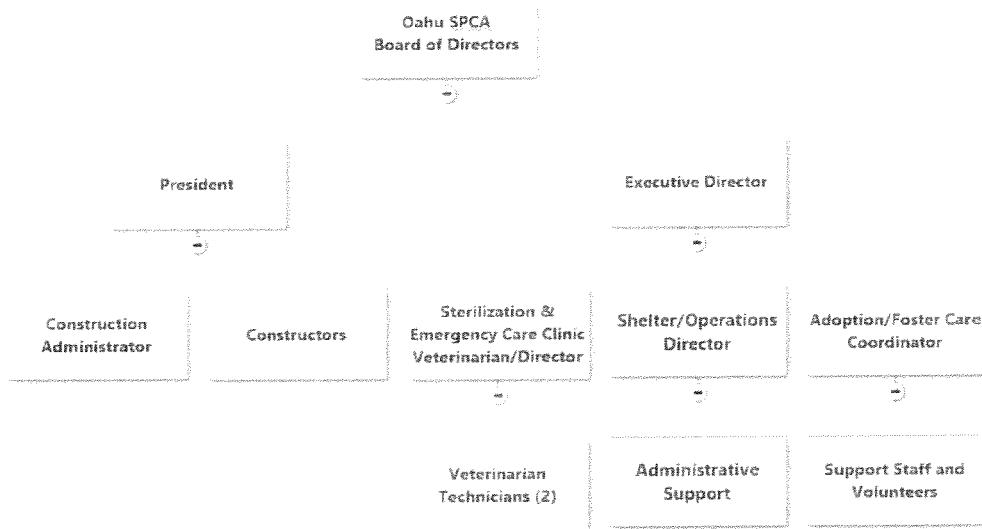 Oahu SPCA
Board of Directors
President
Executive Director
Construction
Administrator
Constructors
Sterilization &
Emergency Care Clinic
Veterinarian/Director
Shelter/Operations
Director
Adoption/Foster Care
Coordinator
Veterinarian
Technicians (2)
Administrative
Support
Support Staff and
Volunteers